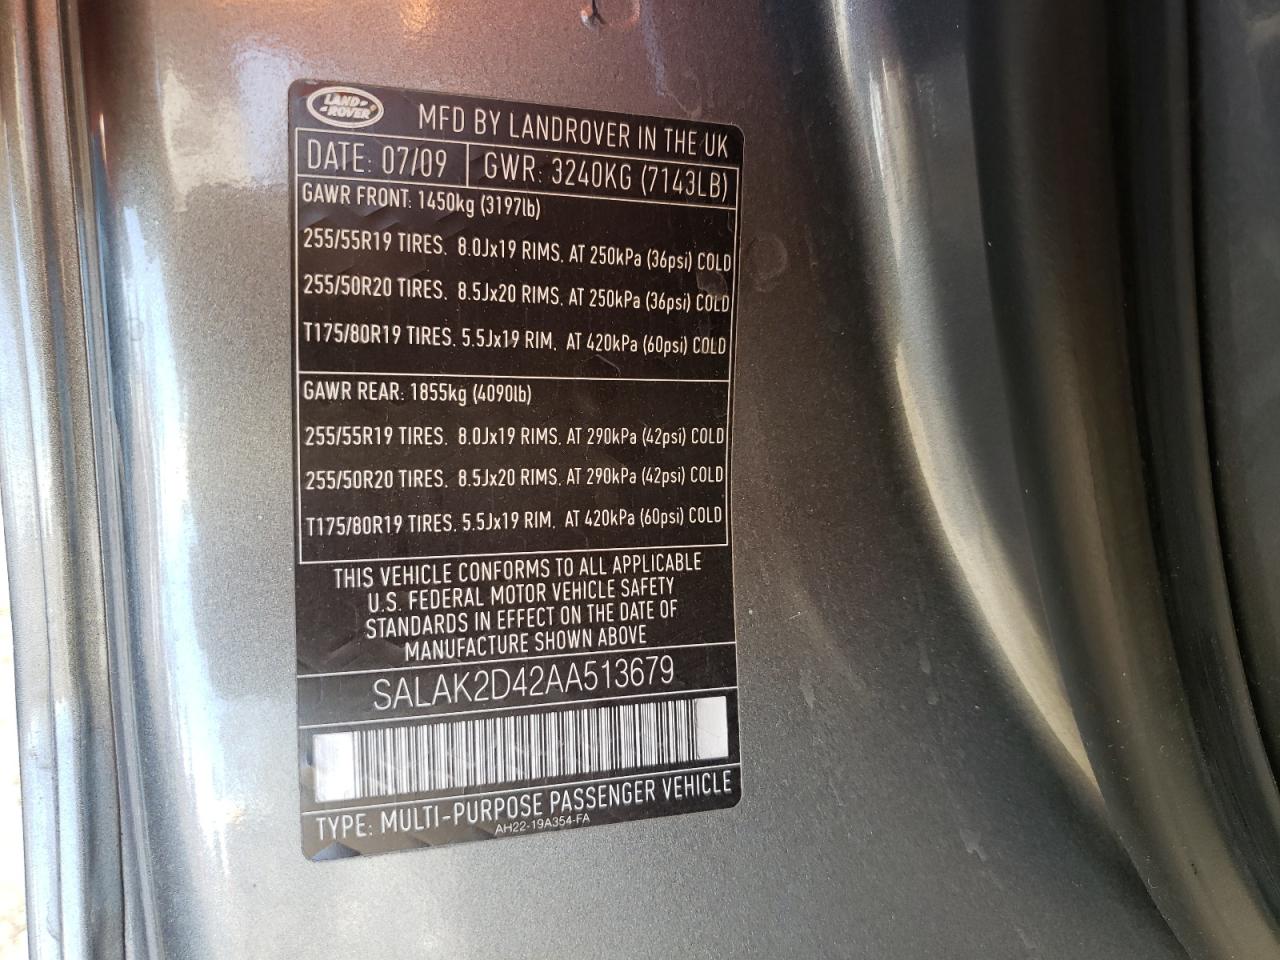 LAND-
-ROVER
MFD BY LANDROVER IN THE UK
DATE: 07/09 GWR: 3240KG (7143LB)
GAWR FRONT: 1450kg (3197lb)
255/55R19 TIRES. 8.0Jx19 RIMS. AT 250kPa (36psi) COLD
255/50R20 TIRES. 8.5Jx20 RIMS. AT 250kPa (36psi) COLD
T175/80R19 TIRES. 5.5Jx19 RIM. AT 420kPa (60psi) COLD
GAWR REAR: 1855kg (4090lb)
255/55R19 TIRES. 8.0Jx19 RIMS. AT 290kPa (42psi) COLD
255/50R20 TIRES. 8.5Jx20 RIMS. AT 290kPa (42psi) COLD
T175/80R19 TIRES. 5.5Jx19 RIM. AT 420kPa (60psi) COLD
THIS VEHICLE CONFORMS TO ALL APPLICABLE
U.S. FEDERAL MOTOR VEHICLE SAFETY
STANDARDS IN EFFECT ON THE DATE OF
MANUFACTURE SHOWN ABOVE
SALAK2D42AA513679
TYPE: MULTI-PURPOSE PASSENGER VEHICLE
AH22-19A354-FA